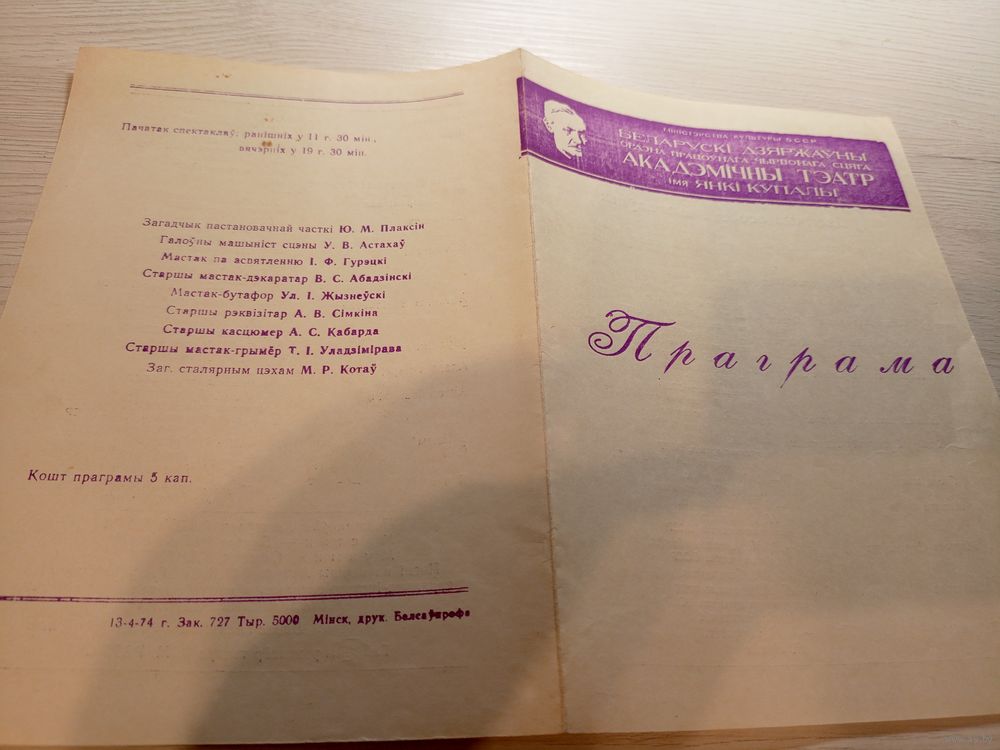 Пачатак спектакляў: ранішніх у 11 г. 30 мін.,
вячэрніх у 19 г. 30 мін.
Загадчык пастановачнай часткі Ю. М. Плаксін
Галоўны машыніст сцэны У. В. Астахаў
Мастак па асвятленню І. Ф. Гурэцкі
Старшы мастак-дэкаратар В. С. Абадзінскі
Мастак-бутафор Ул. І. Жызнеўскі
Старшы рэквізітар А. В. Сімкіна
Старшы касцюмер А. С. Кабарда
Старшы мастак-грымёр Т. І. Уладзімірава
Заг. сталярным цэхам М. Р. Котаў
Кошт праграмы 5 кап.
13-4-74 г. Зак. 727 Тыр. 5000 Мінск, друк.
МІНІСТЭРСТВА КУЛЬТУРЫ БССР
БЕЛАРУСКІ ДЗЯРЖАЎНЫ
ОРДЭНА ПРАЦОЎНАГА ЧЫРВОНАГА СЦЯГА
АКАДЭМІЧНЫ ТЭАТР
ІМЯ ЯНКІ КУПАЛЫ
Праграма